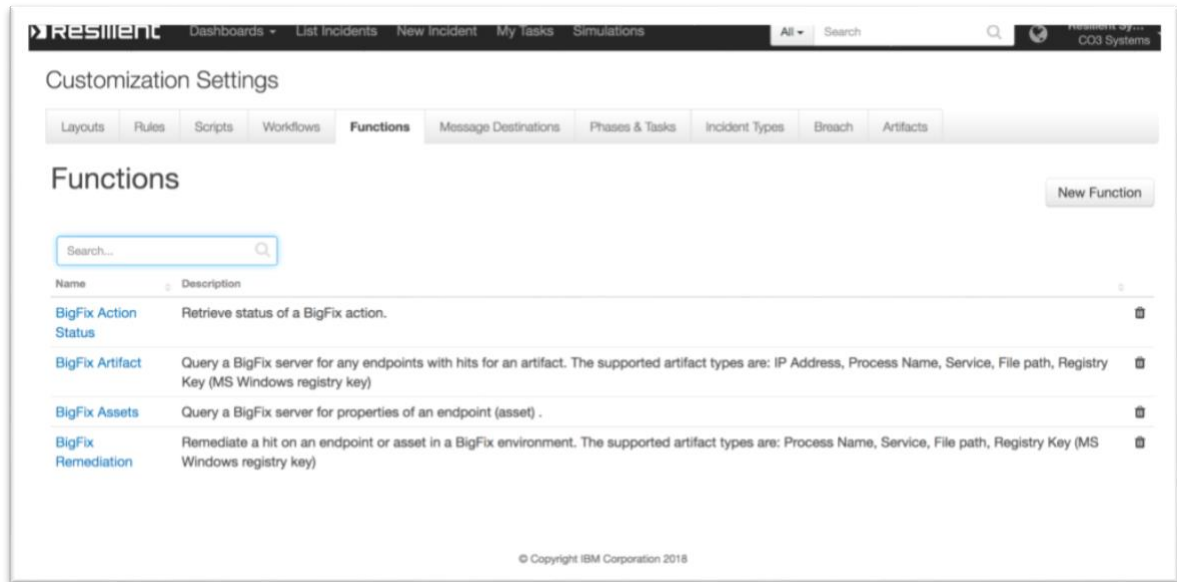 Resilient Dashboards List Incidents New Incident My Tasks Simulations All Search
CO3 Systems
Customization Settings
Layouts Rules Scripts Workflows Functions Message Destinations Phases & Tasks Incident Types Breach Artifacts
Functions
New Function
Search...
Name Description
BigFix Action Retrieve status of a BigFix action.
Status
BigFix Artifact Query a BigFix server for any endpoints with hits for an artifact. The supported artifact types are: IP Address, Process Name, Service, File path, Registry
Key (MS Windows registry key)
BigFix Assets Query a BigFix server for properties of an endpoint (asset) .
BigFix Remediate a hit on an endpoint or asset in a BigFix environment. The supported artifact types are: Process Name, Service, File path, Registry Key (MS
Remediation Windows registry key)
© Copyright IBM Corporation 2018